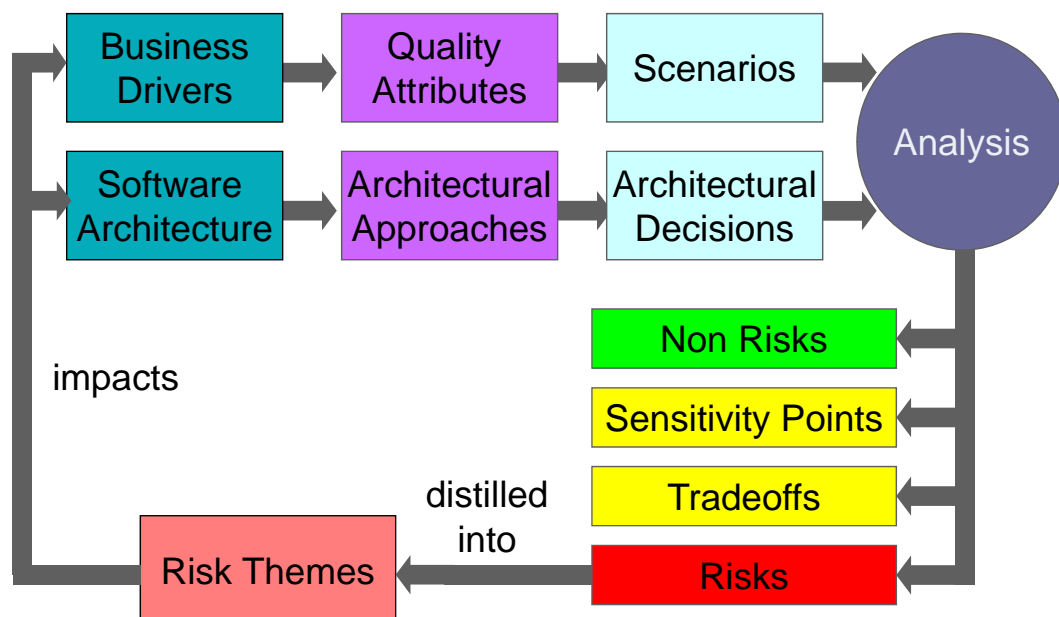 Business
Drivers
Quality
Attributes
Scenarios
Analysis
Software
Architecture
Architectural
Approaches
Architectural
Decisions
Non Risks
impacts
Sensitivity Points
Tradeoffs
distilled
into
Risks
Risk Themes